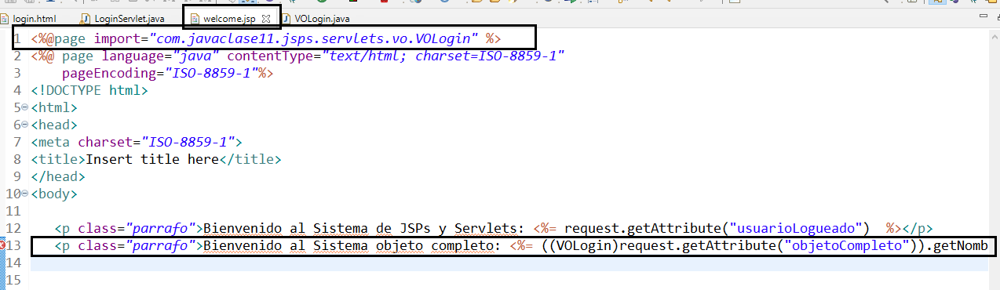 login.html LoginServlet.java welcome.jsp VOLogin.java
1 <%@page import="com.javaclase11.jsps.servlets.vo.VOLogin" %>
2 <%@ page language="java" contentType="text/html; charset=ISO-8859-1"
3 pageEncoding="ISO-8859-1"%>
4 <!DOCTYPE html>
5 <html>
6 <head>
7 <meta charset="ISO-8859-1">
8 <title>Insert title here</title>
9 </head>
10 <body>
11
12 <p class="parrafo">Bienvenido al Sistema de JSPs y Servlets: <%= request.getAttribute("usuarioLogueado")  %></p>
13 <p class="parrafo">Bienvenido al Sistema objeto completo: <%= ((VOLogin)request.getAttribute("objetoCompleto")).getNomb
14
15